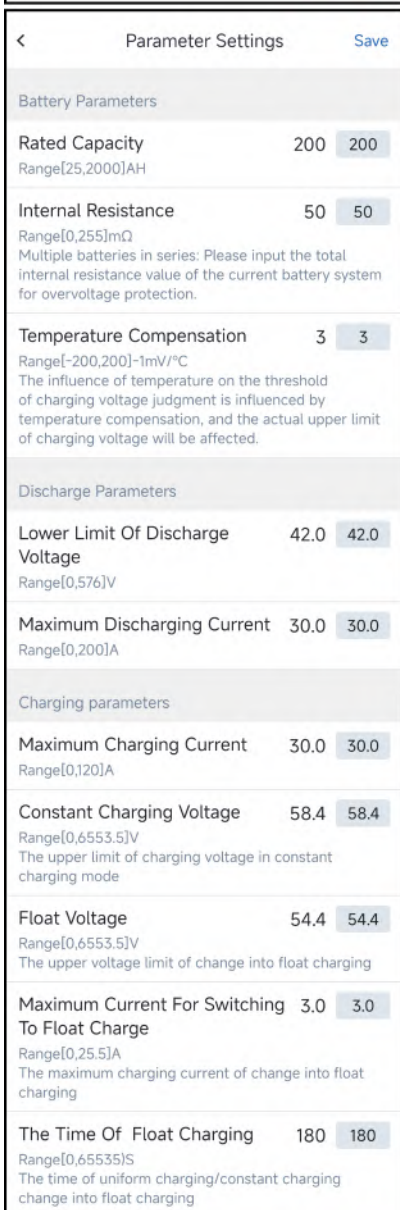 < Parameter Settings Save
Battery Parameters
Rated Capacity 200 200
Range[25,2000]AH
Internal Resistance 50 50
Range[0,255]mΩ
Multiple batteries in series: Please input the total
internal resistance value of the current battery system
for overvoltage protection.
Temperature Compensation 3 3
Range[-200,200]-1mV/°C
The influence of temperature on the threshold
of charging voltage judgment is influenced by
temperature compensation, and the actual upper limit
of charging voltage will be affected.
Discharge Parameters
Lower Limit Of Discharge 42.0 42.0
Voltage
Range[0,576]V
Maximum Discharging Current 30.0 30.0
Range[0,200]A
Charging parameters
Maximum Charging Current 30.0 30.0
Range[0,120]A
Constant Charging Voltage 58.4 58.4
Range[0,6553.5]V
The upper limit of charging voltage in constant
charging mode
Float Voltage 54.4 54.4
Range[0,6553.5]V
The upper voltage limit of change into float charging
Maximum Current For Switching 3.0 3.0
To Float Charge
Range[0,25.5]A
The maximum charging current of change into float
charging
The Time Of Float Charging 180 180
Range[0,65535)S
The time of uniform charging/constant charging
change into float charging